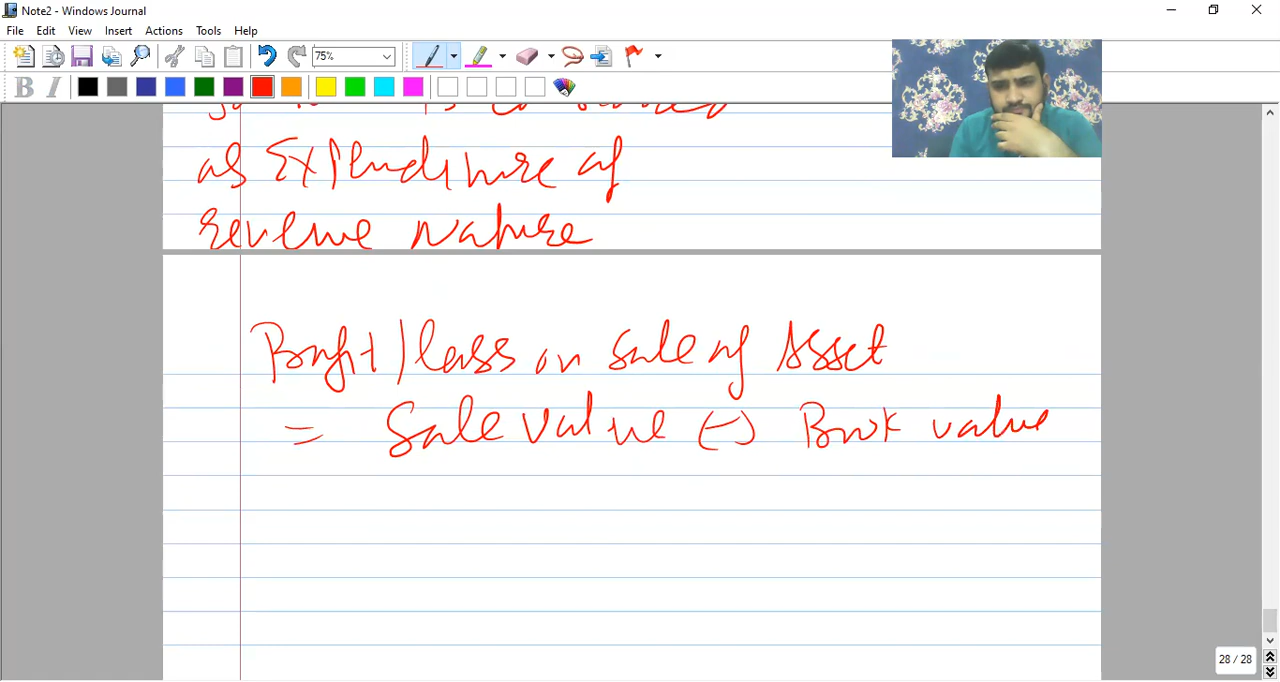 Note2 - Windows Journal
File Edit View Insert Actions Tools Help
75%
B I
as Expenditure of
revenue Nature
Profit/loss on sale of Asset
= Sale value (-) Book value
28 / 28